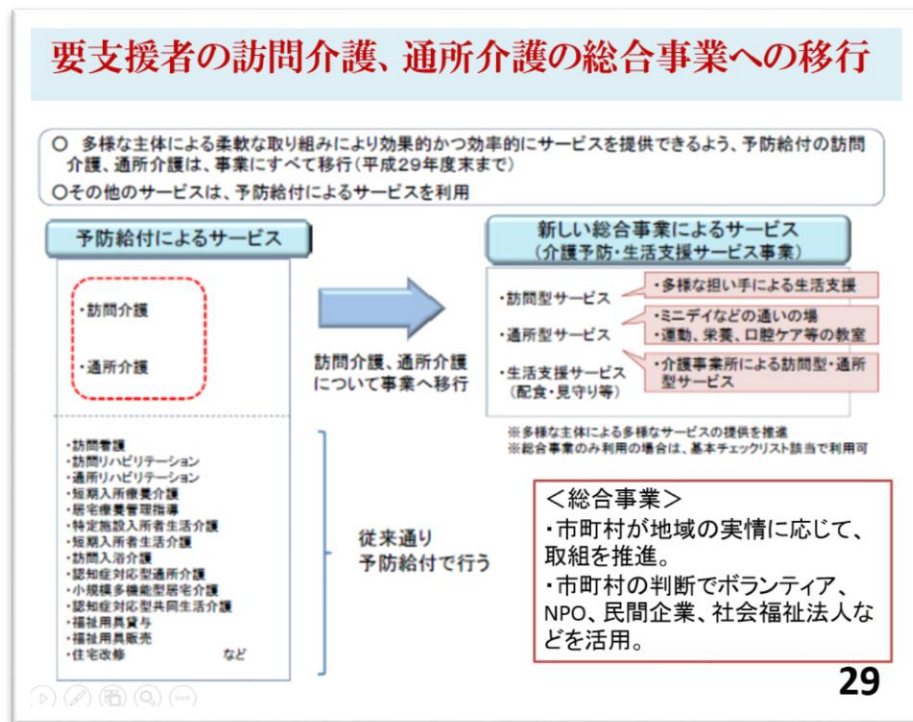 要支援者の訪問介護、通所介護の総合事業への移行
○ 多様な主体による柔軟な取り組みにより効果的かつ効率的にサービスを提供できるよう、予防給付の訪問
介護、通所介護は、事業にすべて移行(平成29年度末まで)
○その他のサービスは、予防給付によるサービスを利用
予防給付によるサービス
・訪問介護
・通所介護
訪問介護、通所介護
について事業へ移行
新しい総合事業によるサービス
(介護予防・生活支援サービス事業)
・訪問型サービス
・通所型サービス
・生活支援サービス
(配食・見守り等)
・多様な担い手による生活支援
・ミニデイなどの通いの場
・運動、栄養、口腔ケア等の教室
・介護事業所による訪問型・通所
型サービス
※多様な主体による多様なサービスの提供を推進
※総合事業のみ利用の場合は、基本チェックリスト該当で利用可
・訪問看護
・訪問リハビリテーション
・通所リハビリテーション
・短期入所療養介護
・居宅療養管理指導
・特定施設入所者生活介護
・短期入所者生活介護
・訪問入浴介護
・認知症対応型通所介護
・小規模多機能型居宅介護
・認知症対応型共同生活介護
・福祉用具貸与
・福祉用具販売
・住宅改修 など
従来通り
予防給付で行う
<総合事業>
・市町村が地域の実情に応じて、
取組を推進。
・市町村の判断でボランティア、
NPO、民間企業、社会福祉法人な
どを活用。
29